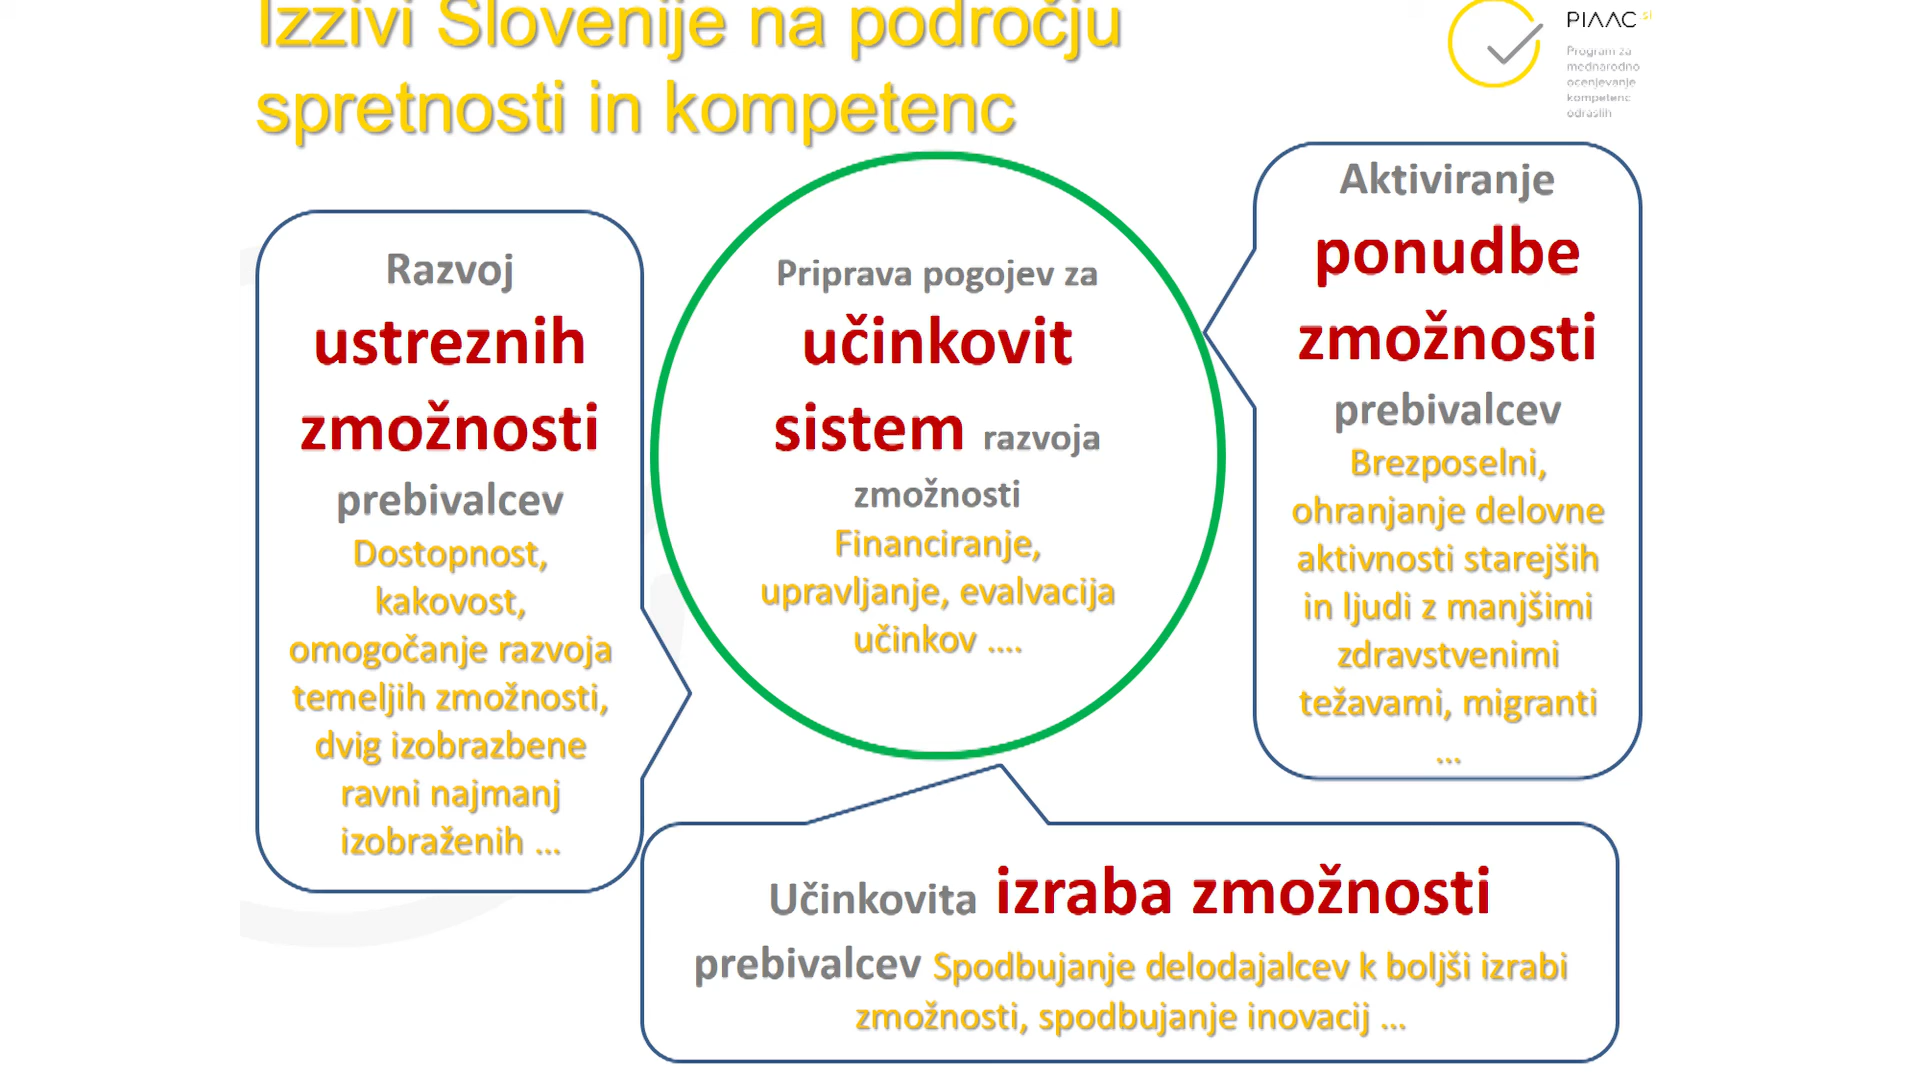 Izzivi Slovenije na področju
spretnosti in kompetenc
PIAAC si
Program za
mednarodno
ocenjevanje
kompetenc
odraslih
Razvoj
ustreznih
zmožnosti
prebivalcev
Dostopnost,
kakovost,
omogočanje razvoja
temeljih zmožnosti,
dvig izobrazbene
ravni najmanj
izobraženih ...
Priprava pogojev za
učinkovit
sistem razvoja
zmožnosti
Financiranje,
upravljanje, evalvacija
učinkov ....
Aktiviranje
ponudbe
zmožnosti
prebivalcev
Brezposelni,
ohranjanje delovne
aktivnosti starejših
in ljudi z manjšimi
zdravstvenimi
težavami, migranti
...
Učinkovita izraba zmožnosti
prebivalcev Spodbujanje delodajalcev k boljši izrabi
zmožnosti, spodbujanje inovacij ...